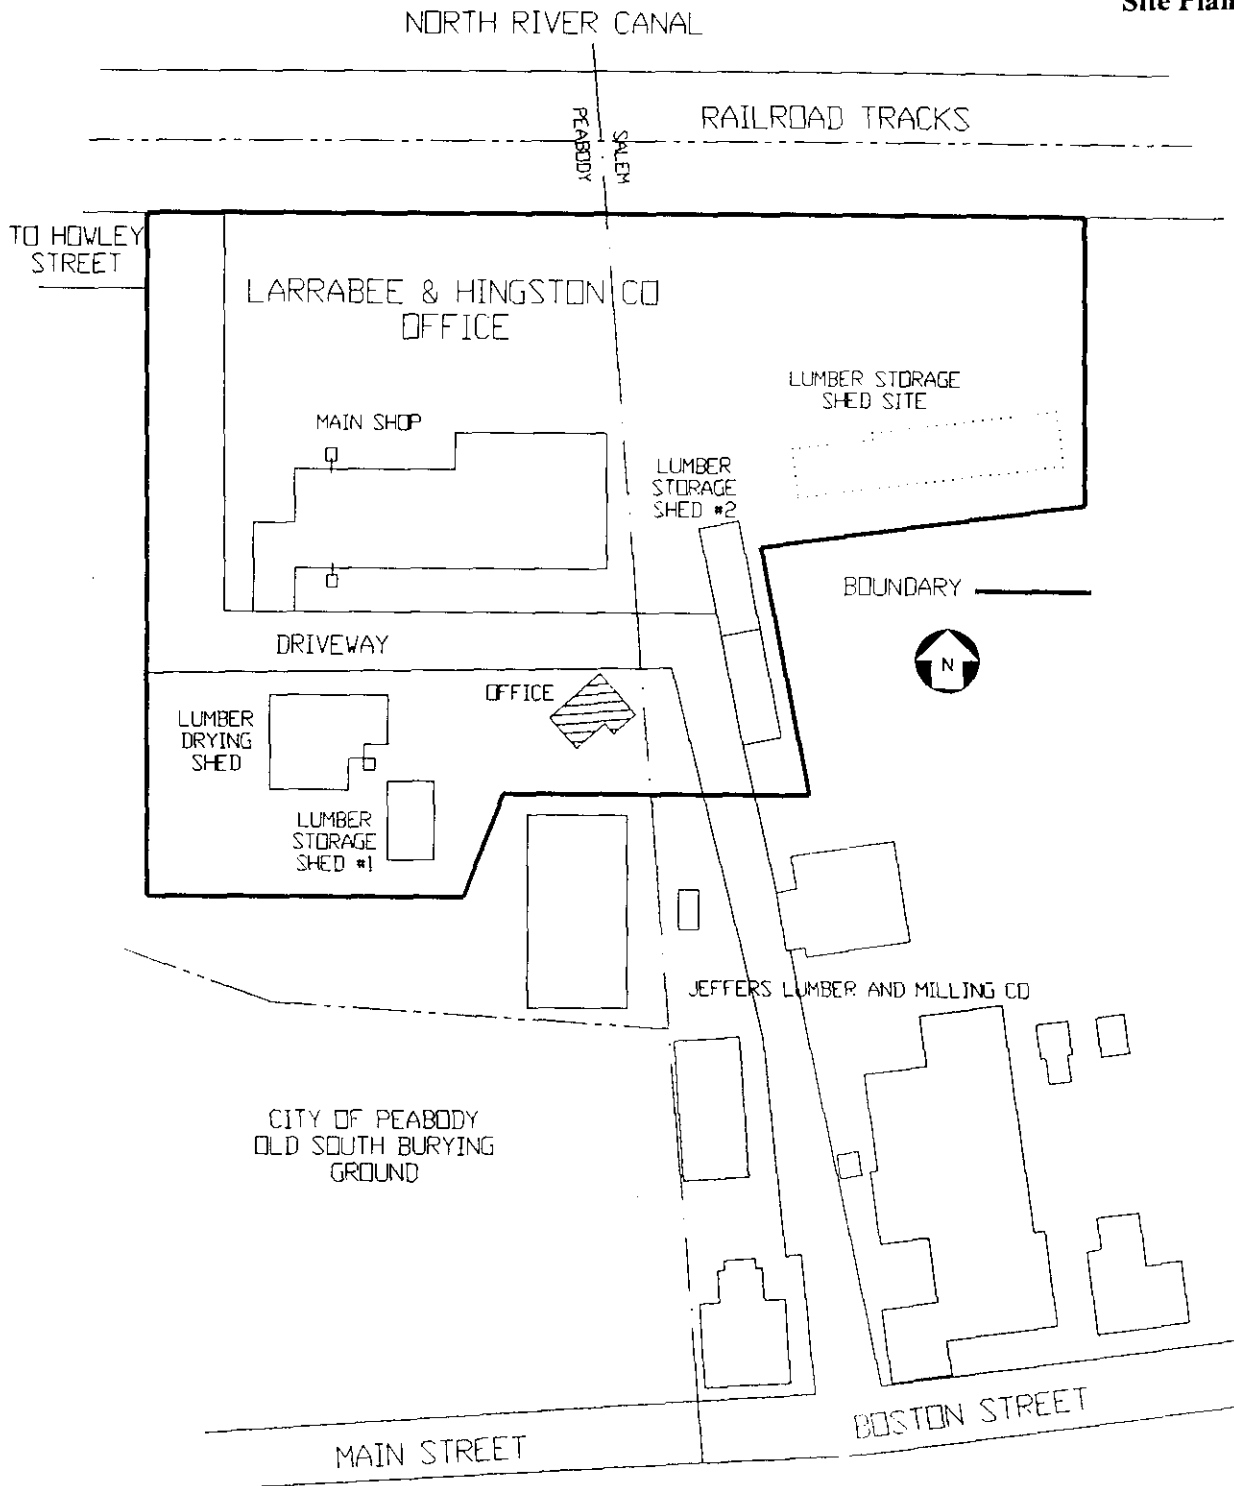 Site Plan
NORTH RIVER CANAL
RAILROAD TRACKS
PEABODY
SALEM
TO HOWLEY
STREET
LARRABEE & HINGSTON CO
OFFICE
LUMBER STORAGE
SHED SITE
MAIN SHOP
LUMBER
STORAGE
SHED #2
BOUNDARY
DRIVEWAY
N
OFFICE
LUMBER
DRYING
SHED
LUMBER
STORAGE
SHED #1
JEFFERS LUMBER AND MILLING CO
CITY OF PEABODY
OLD SOUTH BURYING
GROUND
MAIN STREET
BOSTON STREET